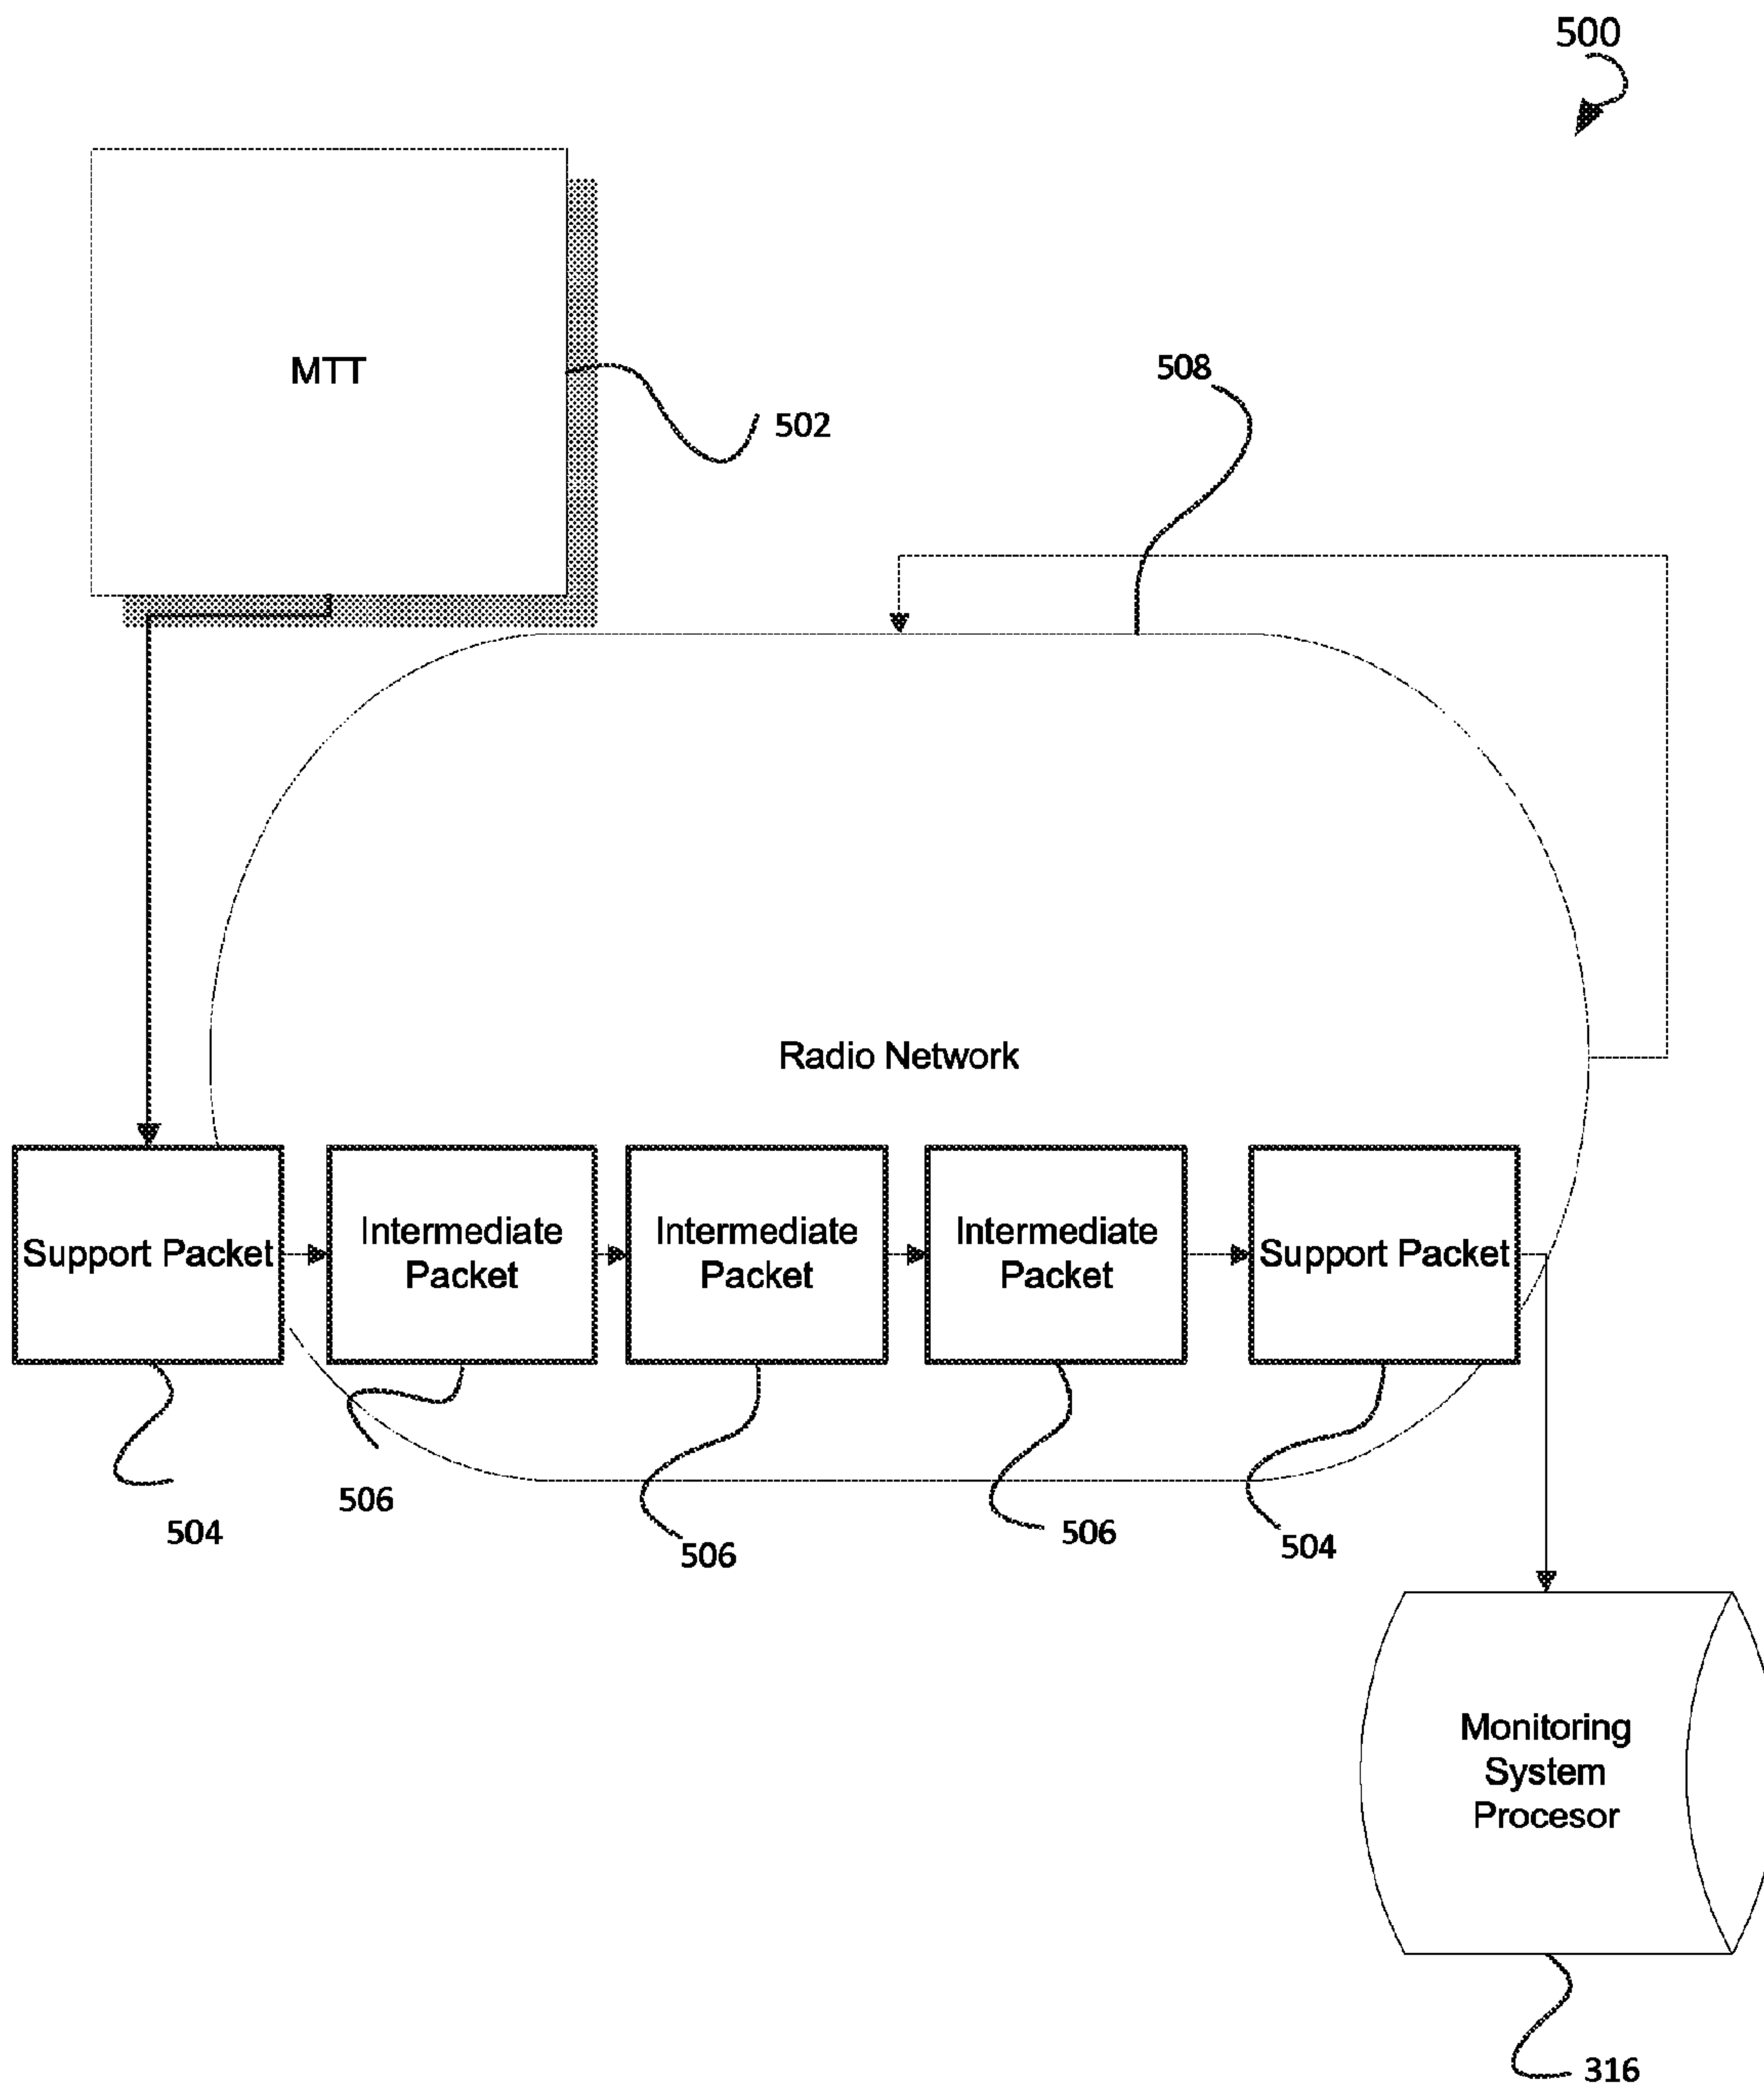 500
MTT
502
508
Radio Network
Support Packet
Intermediate
Packet
Intermediate
Packet
Intermediate
Packet
Support Packet
504
506
506
506
504
Monitoring
System
Procesor
316